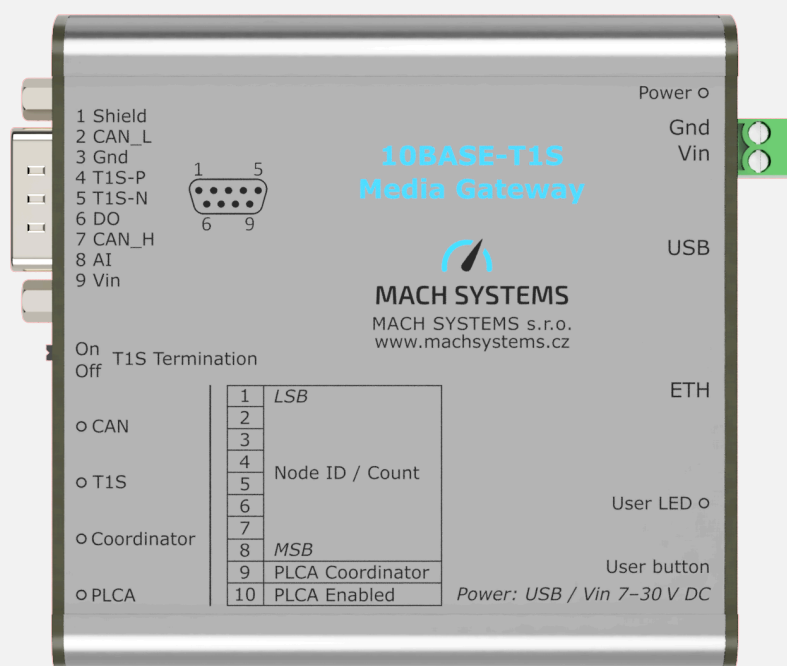 Power
1 Shield
2 CAN_L
3 Gnd
4 T1S-P
5 T1S-N
6 DO
7 CAN_H
8 AI
9 Vin
1 5
6 9
10BASE-T1S
Media Gateway
MACH SYSTEMS
MACH SYSTEMS s.r.o.
www.machsystems.cz
Gnd
Vin
USB
ETH
On
Off
T1S Termination
CAN
T1S
Coordinator
PLCA
1 LSB
2
3
4
5
6
7
Node ID / Count
8 MSB
9 PLCA Coordinator
10 PLCA Enabled
User LED
User button
Power: USB / Vin 7–30 V DC